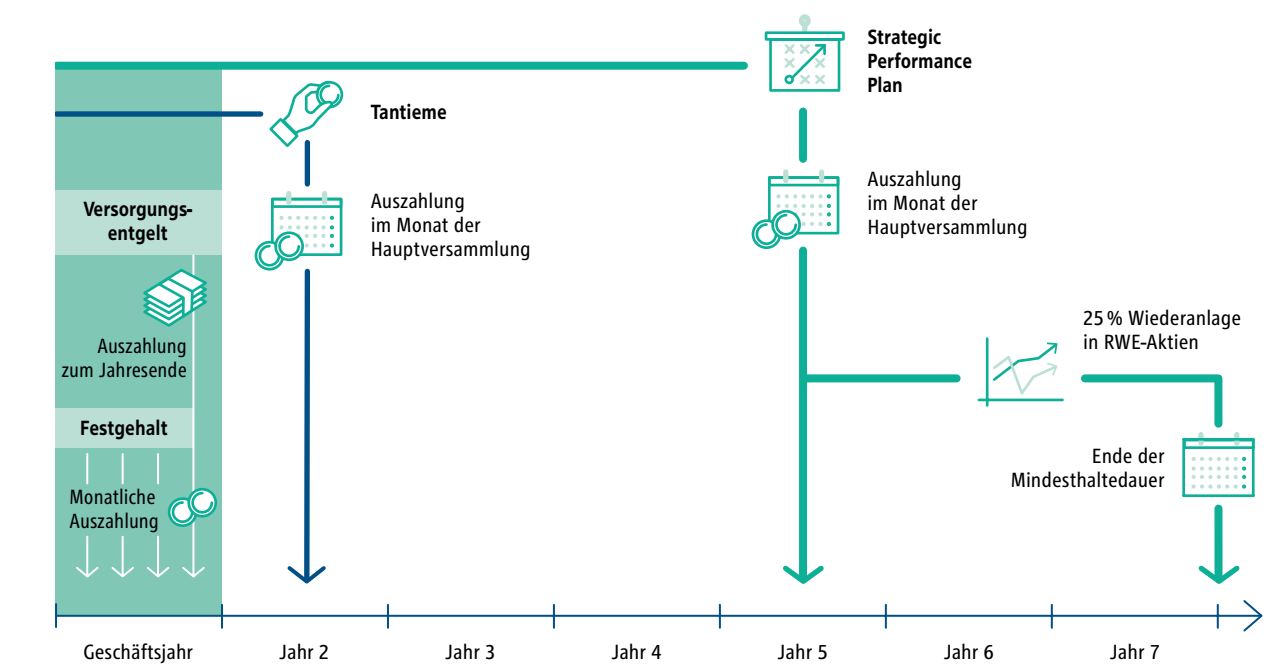 Strategic
Performance
Plan
Tantieme
Versorgungs-
entgelt
Auszahlung
im Monat der
Hauptversammlung
Auszahlung
im Monat der
Hauptversammlung
Auszahlung
zum Jahresende
25 % Wiederanlage
in RWE-Aktien
Festgehalt
Ende der
Mindesthaltedauer
Monatliche
Auszahlung
Geschäftsjahr
Jahr 2
Jahr 3
Jahr 4
Jahr 5
Jahr 6
Jahr 7